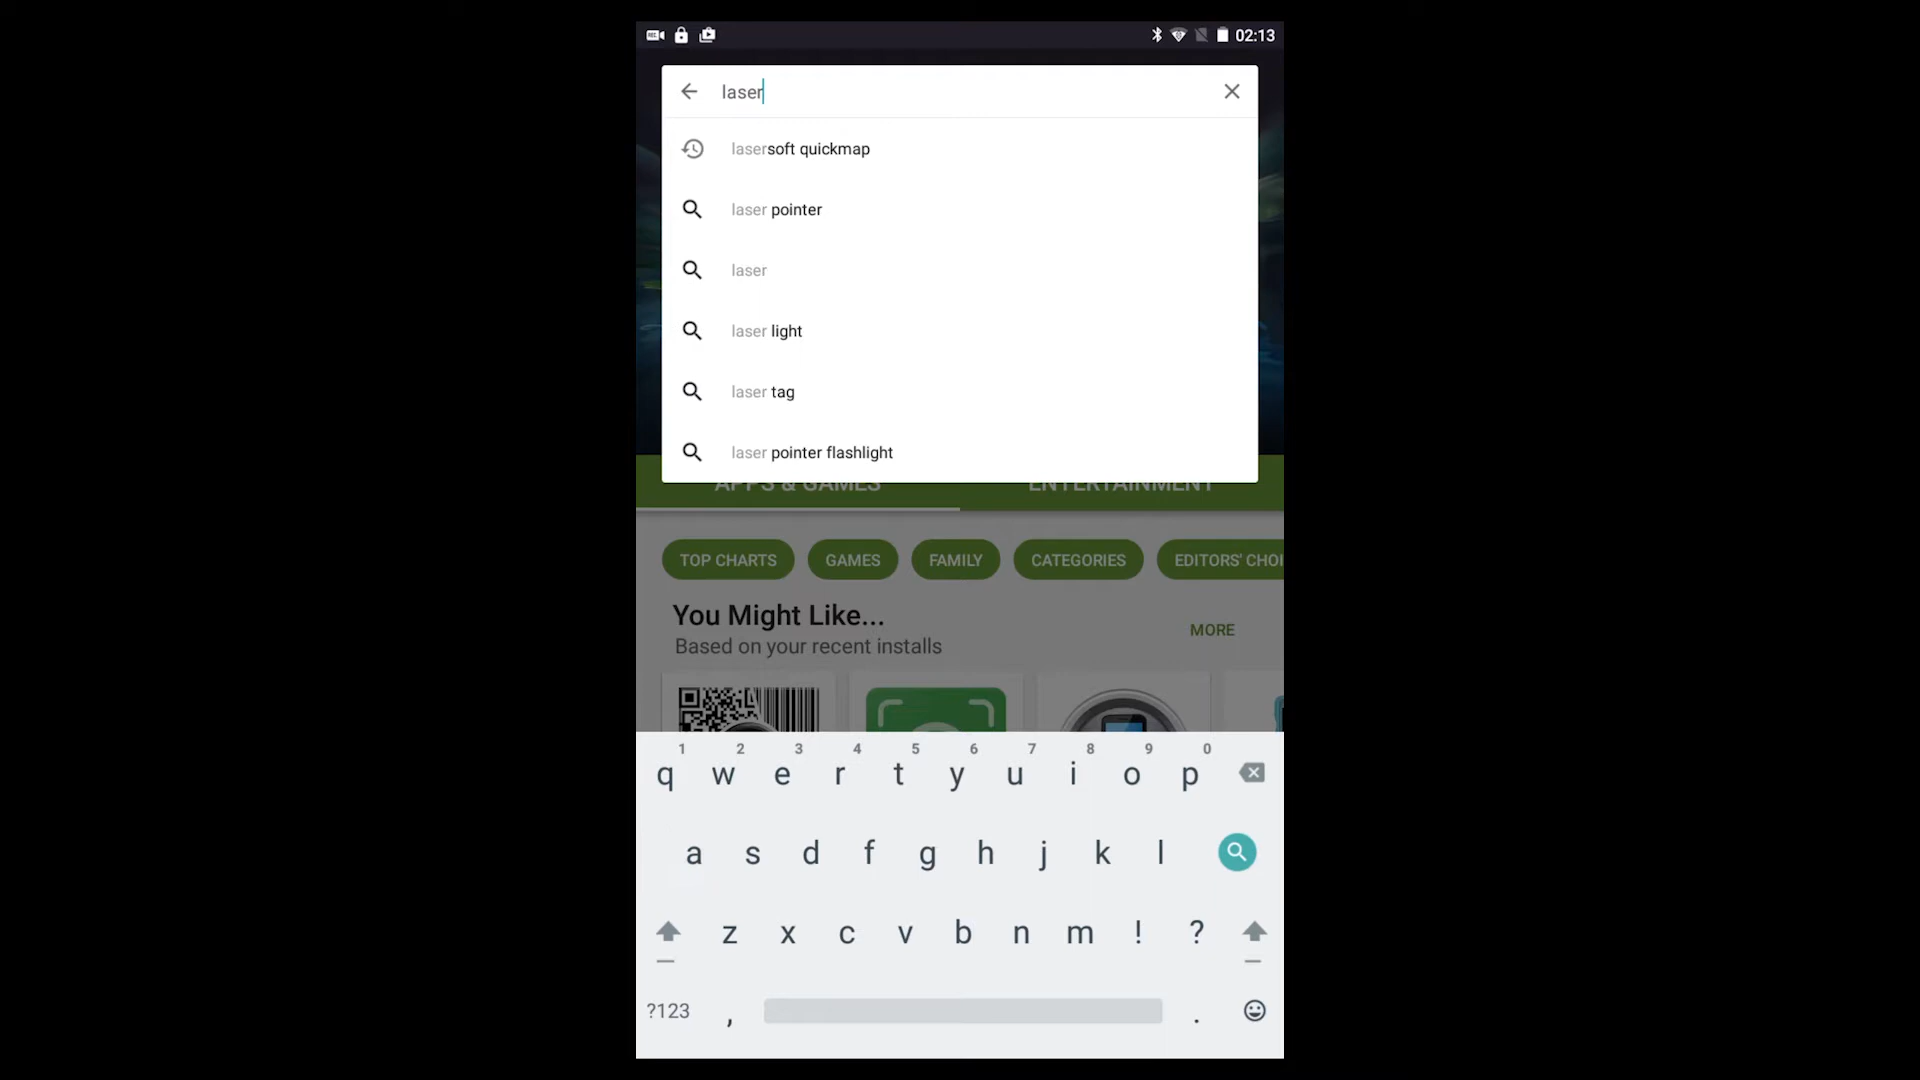 02:13
laser
lasersoft quickmap
laser pointer
laser
laser light
laser tag
laser pointer flashlight
APPS & GAMES ENTERTAINMENT
TOP CHARTS GAMES FAMILY CATEGORIES EDITORS' CHOI
You Might Like...
MORE
Based on your recent installs
1 2 3 4 5 6 7 8 9 0
q w e r t y u i o p
a s d f g h j k l
z x c v b n m ! ?
?123 , .